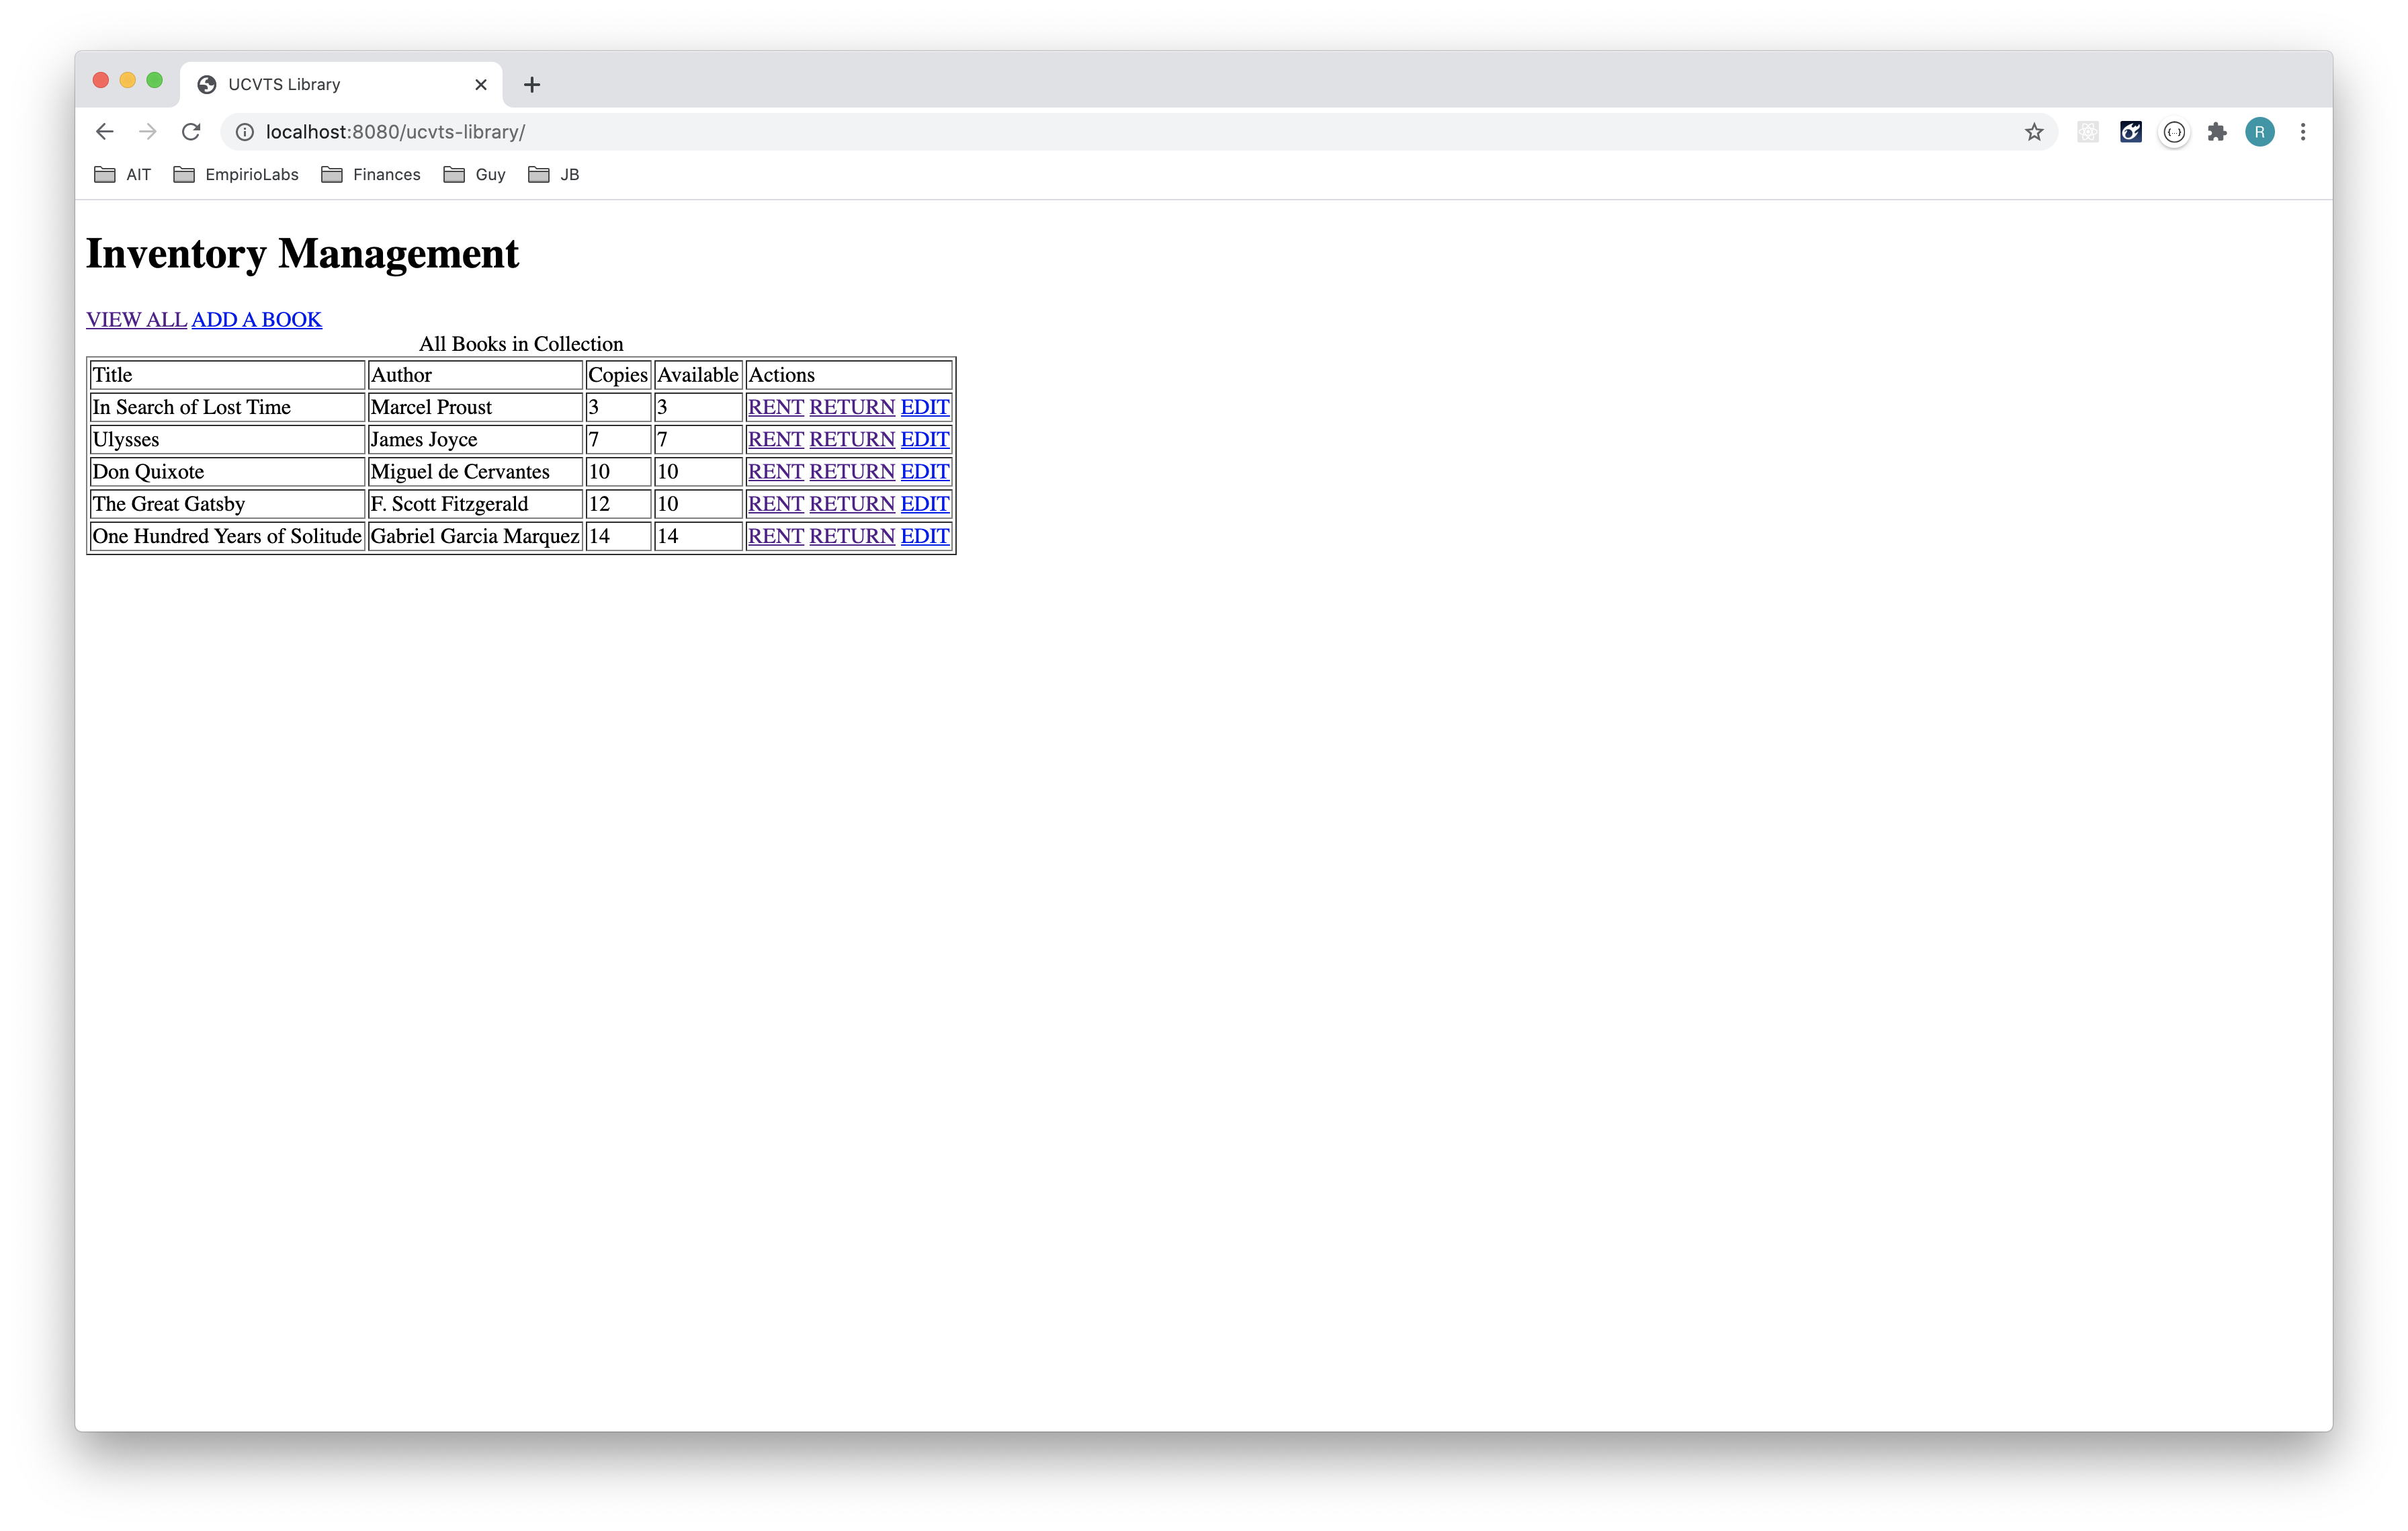 UCVTS Library
localhost:8080/ucvts-library/
R
AIT EmpirioLabs Finances Guy JB
Inventory Management
VIEW ALL ADD A BOOK
All Books in Collection
Title Author Copies Available Actions
In Search of Lost Time Marcel Proust 3 3 RENT RETURN EDIT
Ulysses James Joyce 7 7 RENT RETURN EDIT
Don Quixote Miguel de Cervantes 10 10 RENT RETURN EDIT
The Great Gatsby F. Scott Fitzgerald 12 10 RENT RETURN EDIT
One Hundred Years of Solitude Gabriel Garcia Marquez 14 14 RENT RETURN EDIT